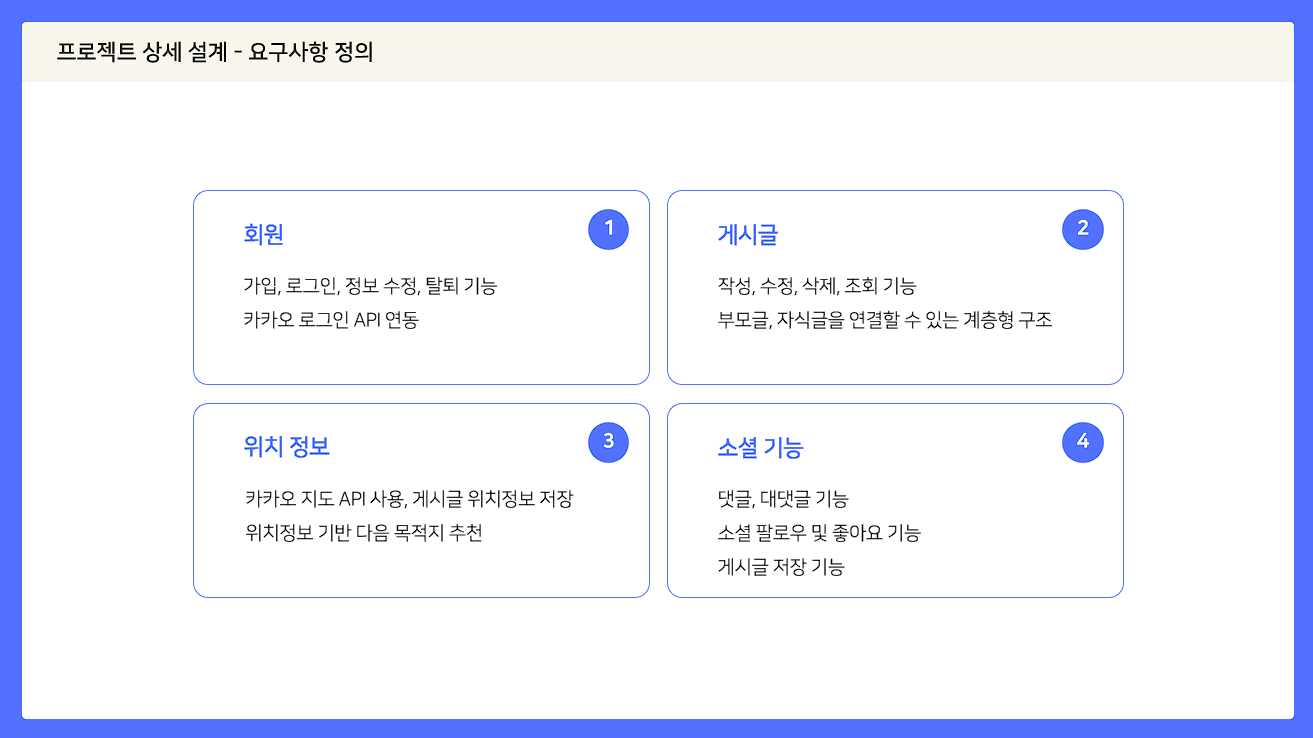 프로젝트 상세 설계 - 요구사항 정의
회원
1
가입, 로그인, 정보 수정, 탈퇴 기능
카카오 로그인 API 연동
게시글
2
작성, 수정, 삭제, 조회 기능
부모글, 자식글을 연결할 수 있는 계층형 구조
위치 정보
3
카카오 지도 API 사용, 게시글 위치정보 저장
위치정보 기반 다음 목적지 추천
소셜 기능
4
댓글, 대댓글 기능
소셜 팔로우 및 좋아요 기능
게시글 저장 기능